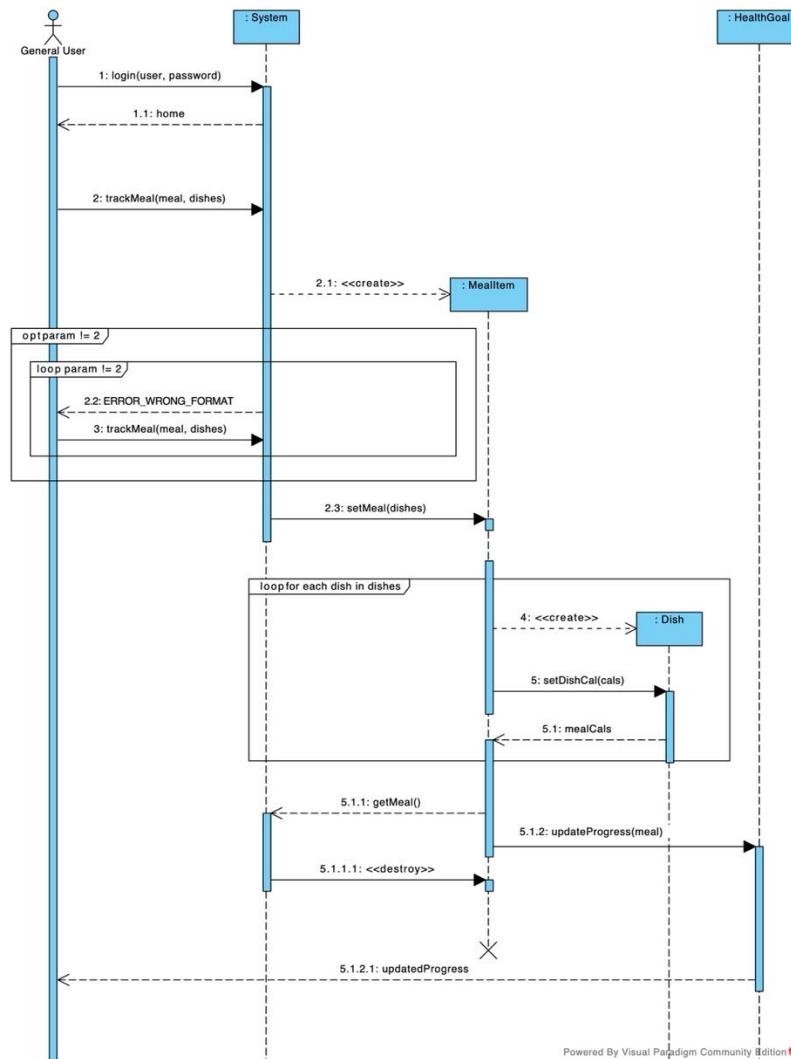 : System
: HealthGoal
General User
1: login(user, password)
1.1: home
2: trackMeal(meal, dishes)
2.1: <<create>>
: MealItem
opt param != 2
loop param != 2
2.2: ERROR_WRONG_FORMAT
3: trackMeal(meal, dishes)
2.3: setMeal(dishes)
loop for each dish in dishes
4: <<create>>
: Dish
5: setDishCal(cals)
5.1: mealCals
5.1.1: getMeal()
5.1.2: updateProgress(meal)
5.1.1.1: <<destroy>>
5.1.2.1: updatedProgress
Powered By Visual Paradigm Community Edition